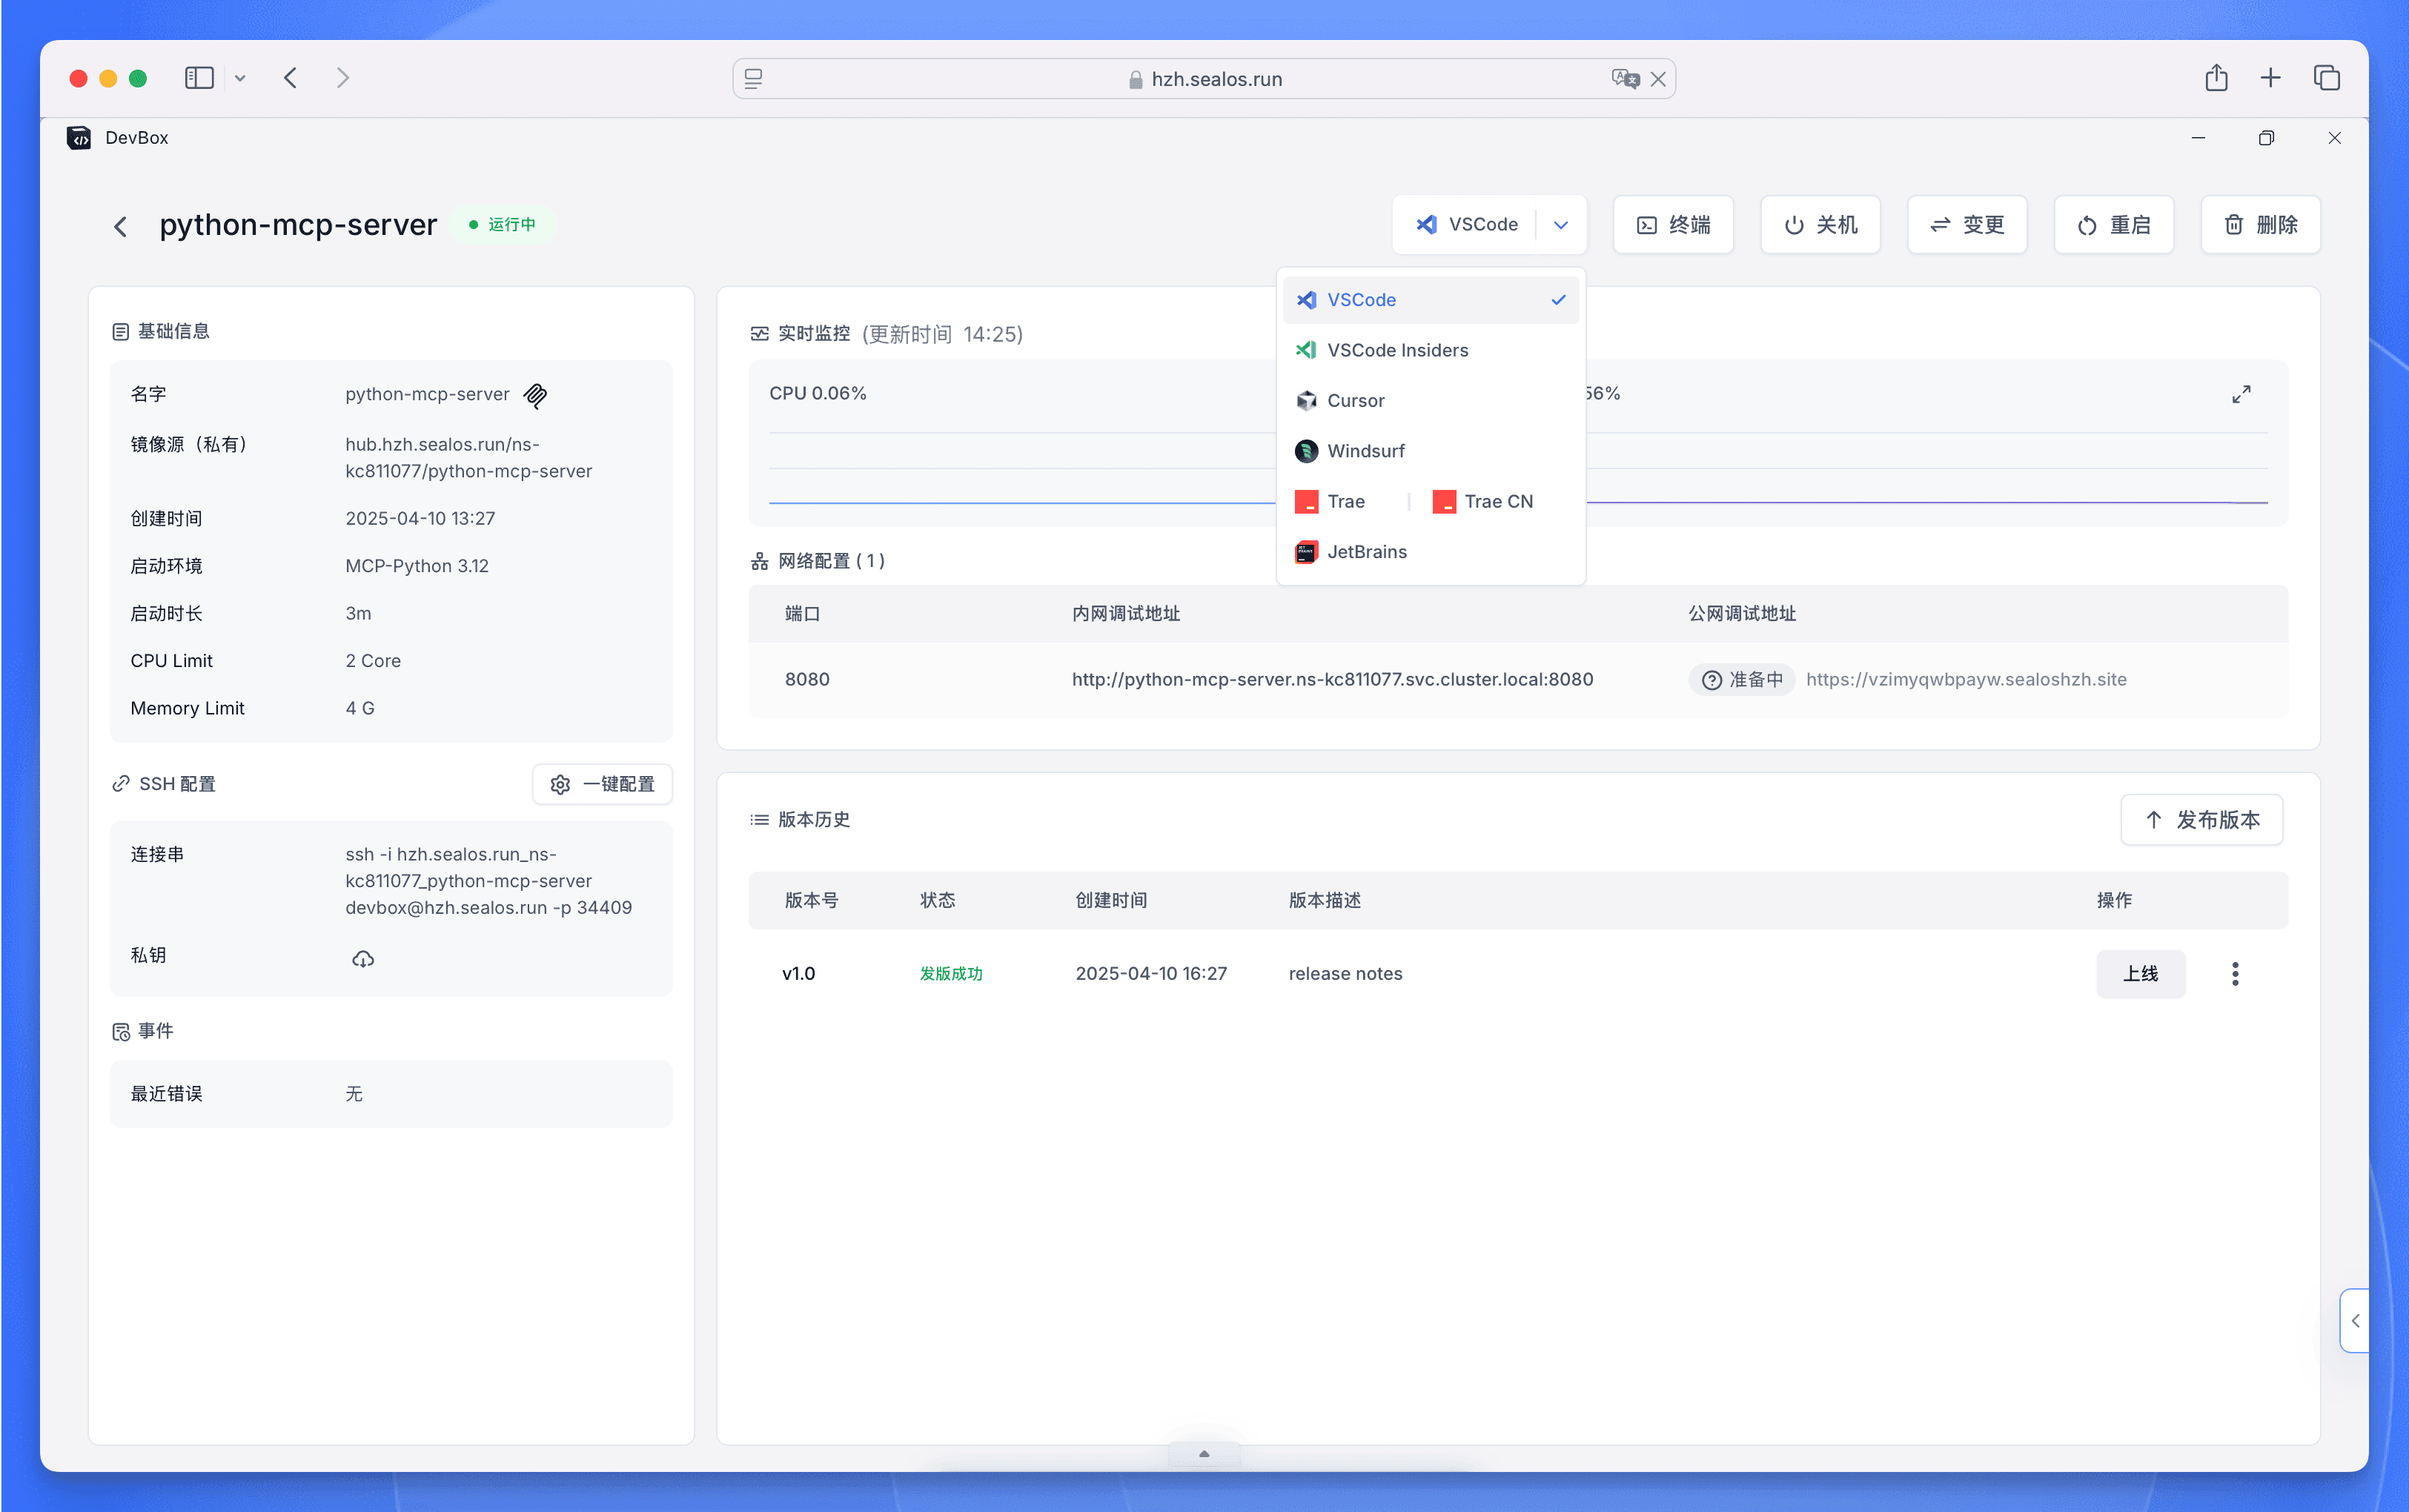 hzh.sealos.run
DevBox
python-mcp-server
运行中
VSCode
终端
关机
变更
重启
删除
VSCode
VSCode Insiders
Cursor
Windsurf
Trae
Trae CN
JetBrains
基础信息
名字
python-mcp-server
镜像源（私有）
hub.hzh.sealos.run/ns-
kc811077/python-mcp-server
创建时间
2025-04-10 13:27
启动环境
MCP-Python 3.12
启动时长
3m
CPU Limit
2 Core
Memory Limit
4 G
SSH 配置
一键配置
连接串
ssh -i hzh.sealos.run_ns-
kc811077_python-mcp-server
devbox@hzh.sealos.run -p 34409
私钥
事件
最近错误
无
实时监控 (更新时间 14:25)
CPU 0.06%
56%
网络配置 ( 1 )
端口
内网调试地址
公网调试地址
8080
http://python-mcp-server.ns-kc811077.svc.cluster.local:8080
准备中
https://vzimyqwbpayw.sealoshzh.site
版本历史
发布版本
版本号
状态
创建时间
版本描述
操作
v1.0
发版成功
2025-04-10 16:27
release notes
上线